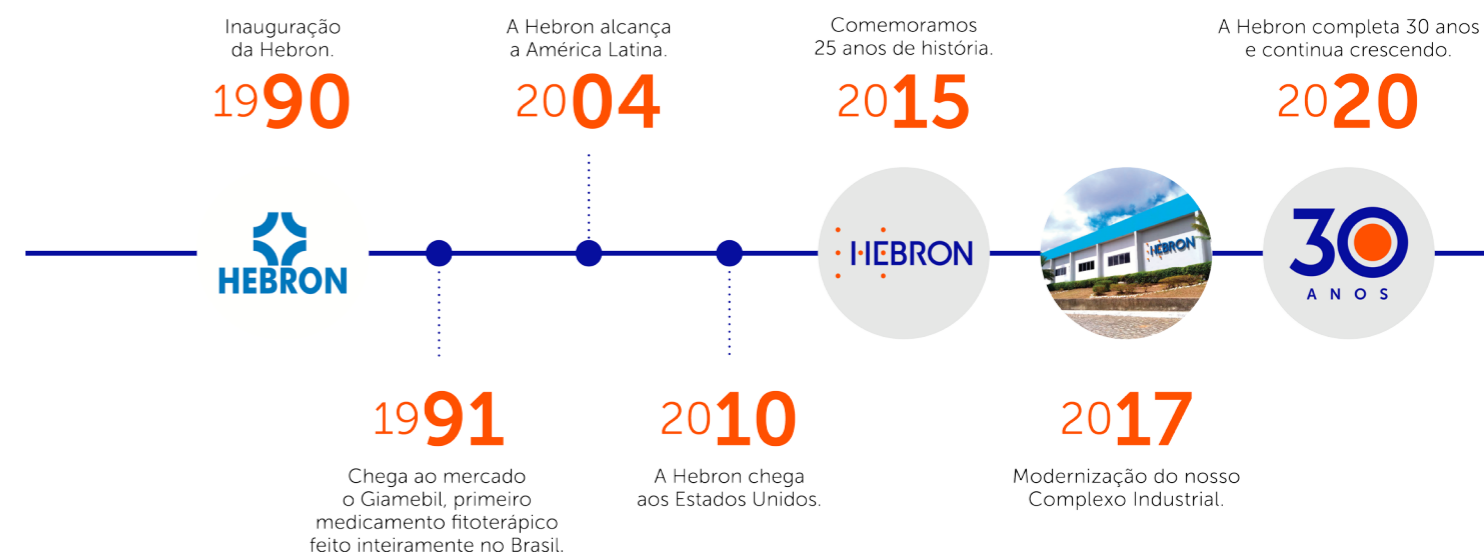 Inauguração
da Hebron.
1990
HEBRON
Chega ao mercado
o Giamebil, primeiro
medicamento fitoterápico
feito inteiramente no Brasil.
1991
A Hebron alcança
a América Latina.
2004
2010
A Hebron chega
aos Estados Unidos.
Comemoramos
25 anos de história.
2015
HEBRON
HEBRON
2017
Modernização do nosso
Complexo Industrial.
A Hebron completa 30 anos
e continua crescendo.
2020
30
ANOS